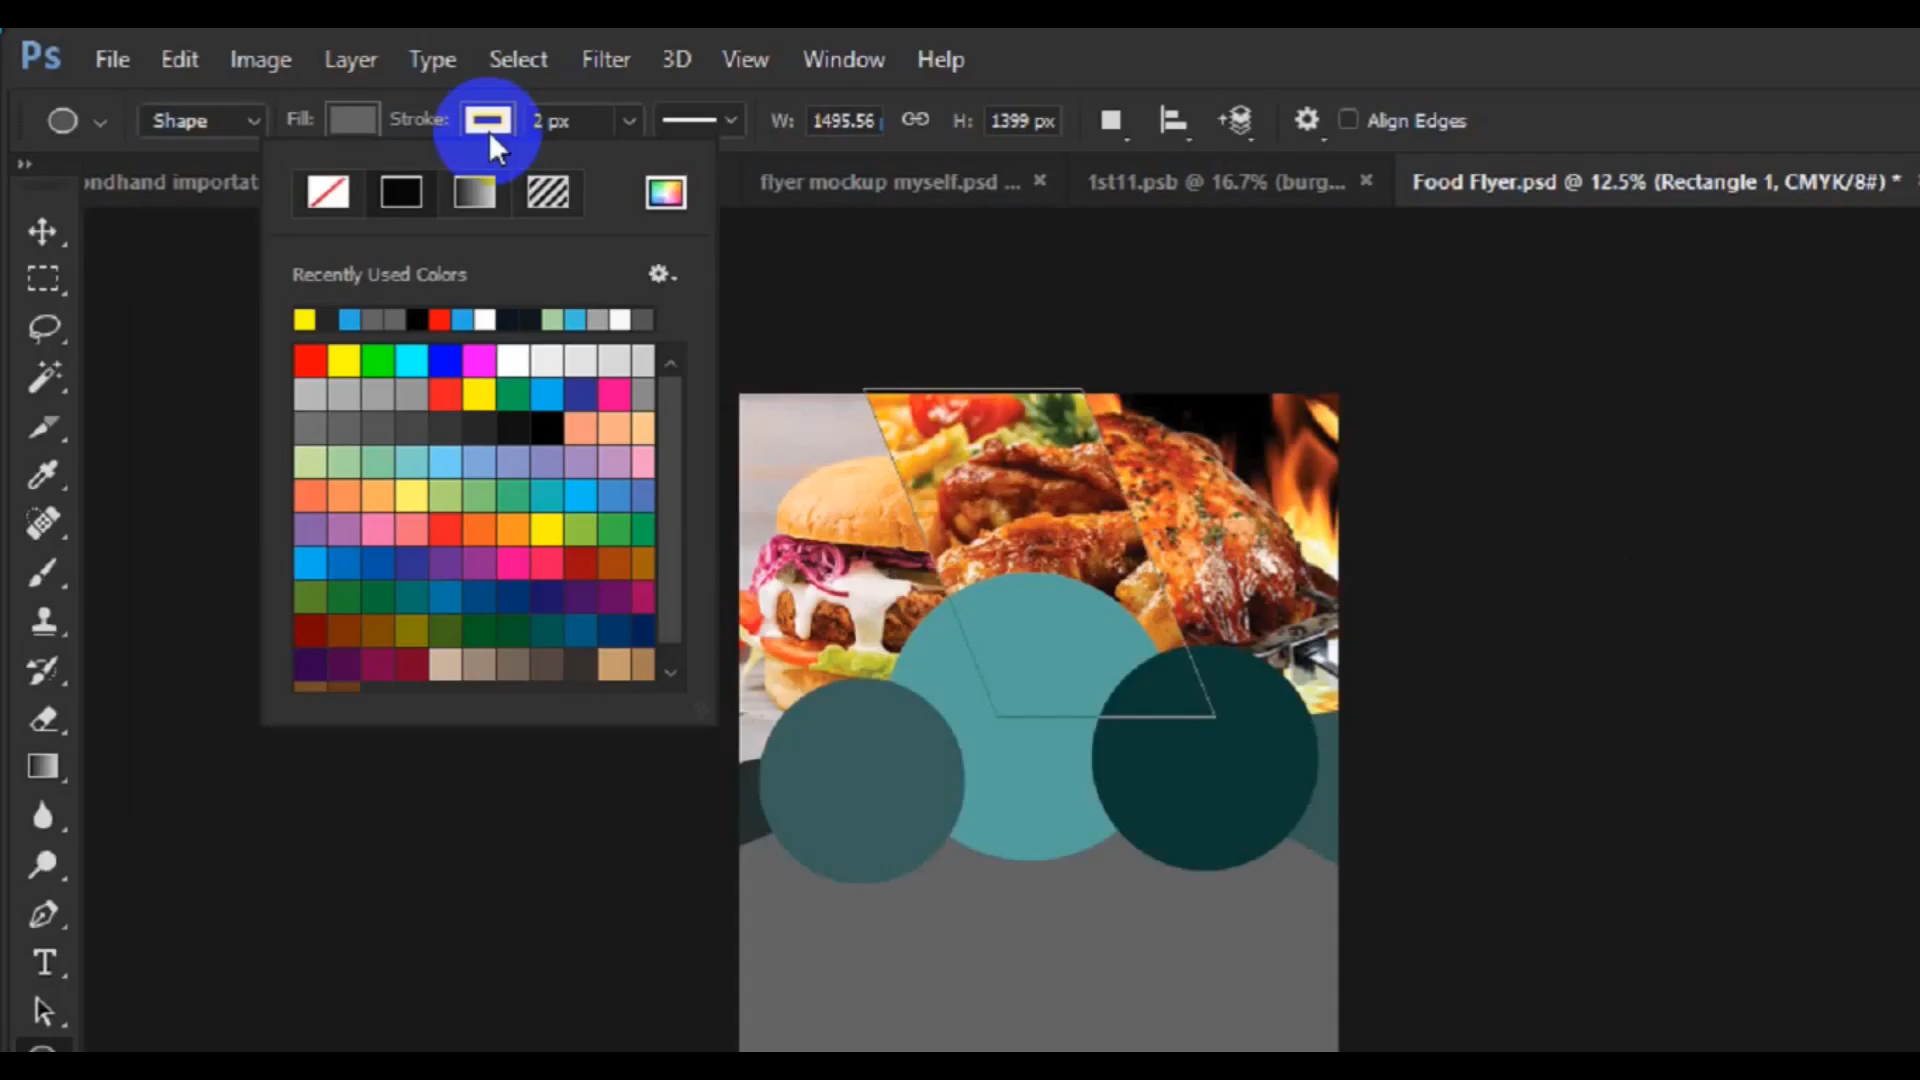 Ps File Edit Image Layer Type Select Filter 3D View Window Help
Shape Fill: Stroke: 2 px W: 1495.56 H: 1399 px Align Edges
ondhand importat flyer mockup myself.psd ... × 1st11.psb @ 16.7% (burg... × Food Flyer.psd @ 12.5% (Rectangle 1, CMYK/8#) *
Recently Used Colors